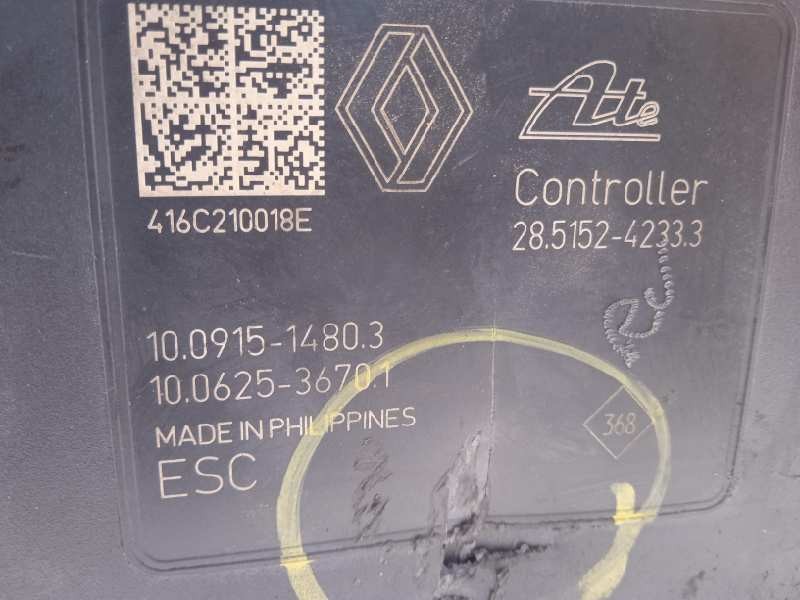 Ate
416C210018E
Controller
28.5152-4233.3
10.0915-1480.3
10.0625-3670.1
368
MADE IN PHILIPPINES
ESC